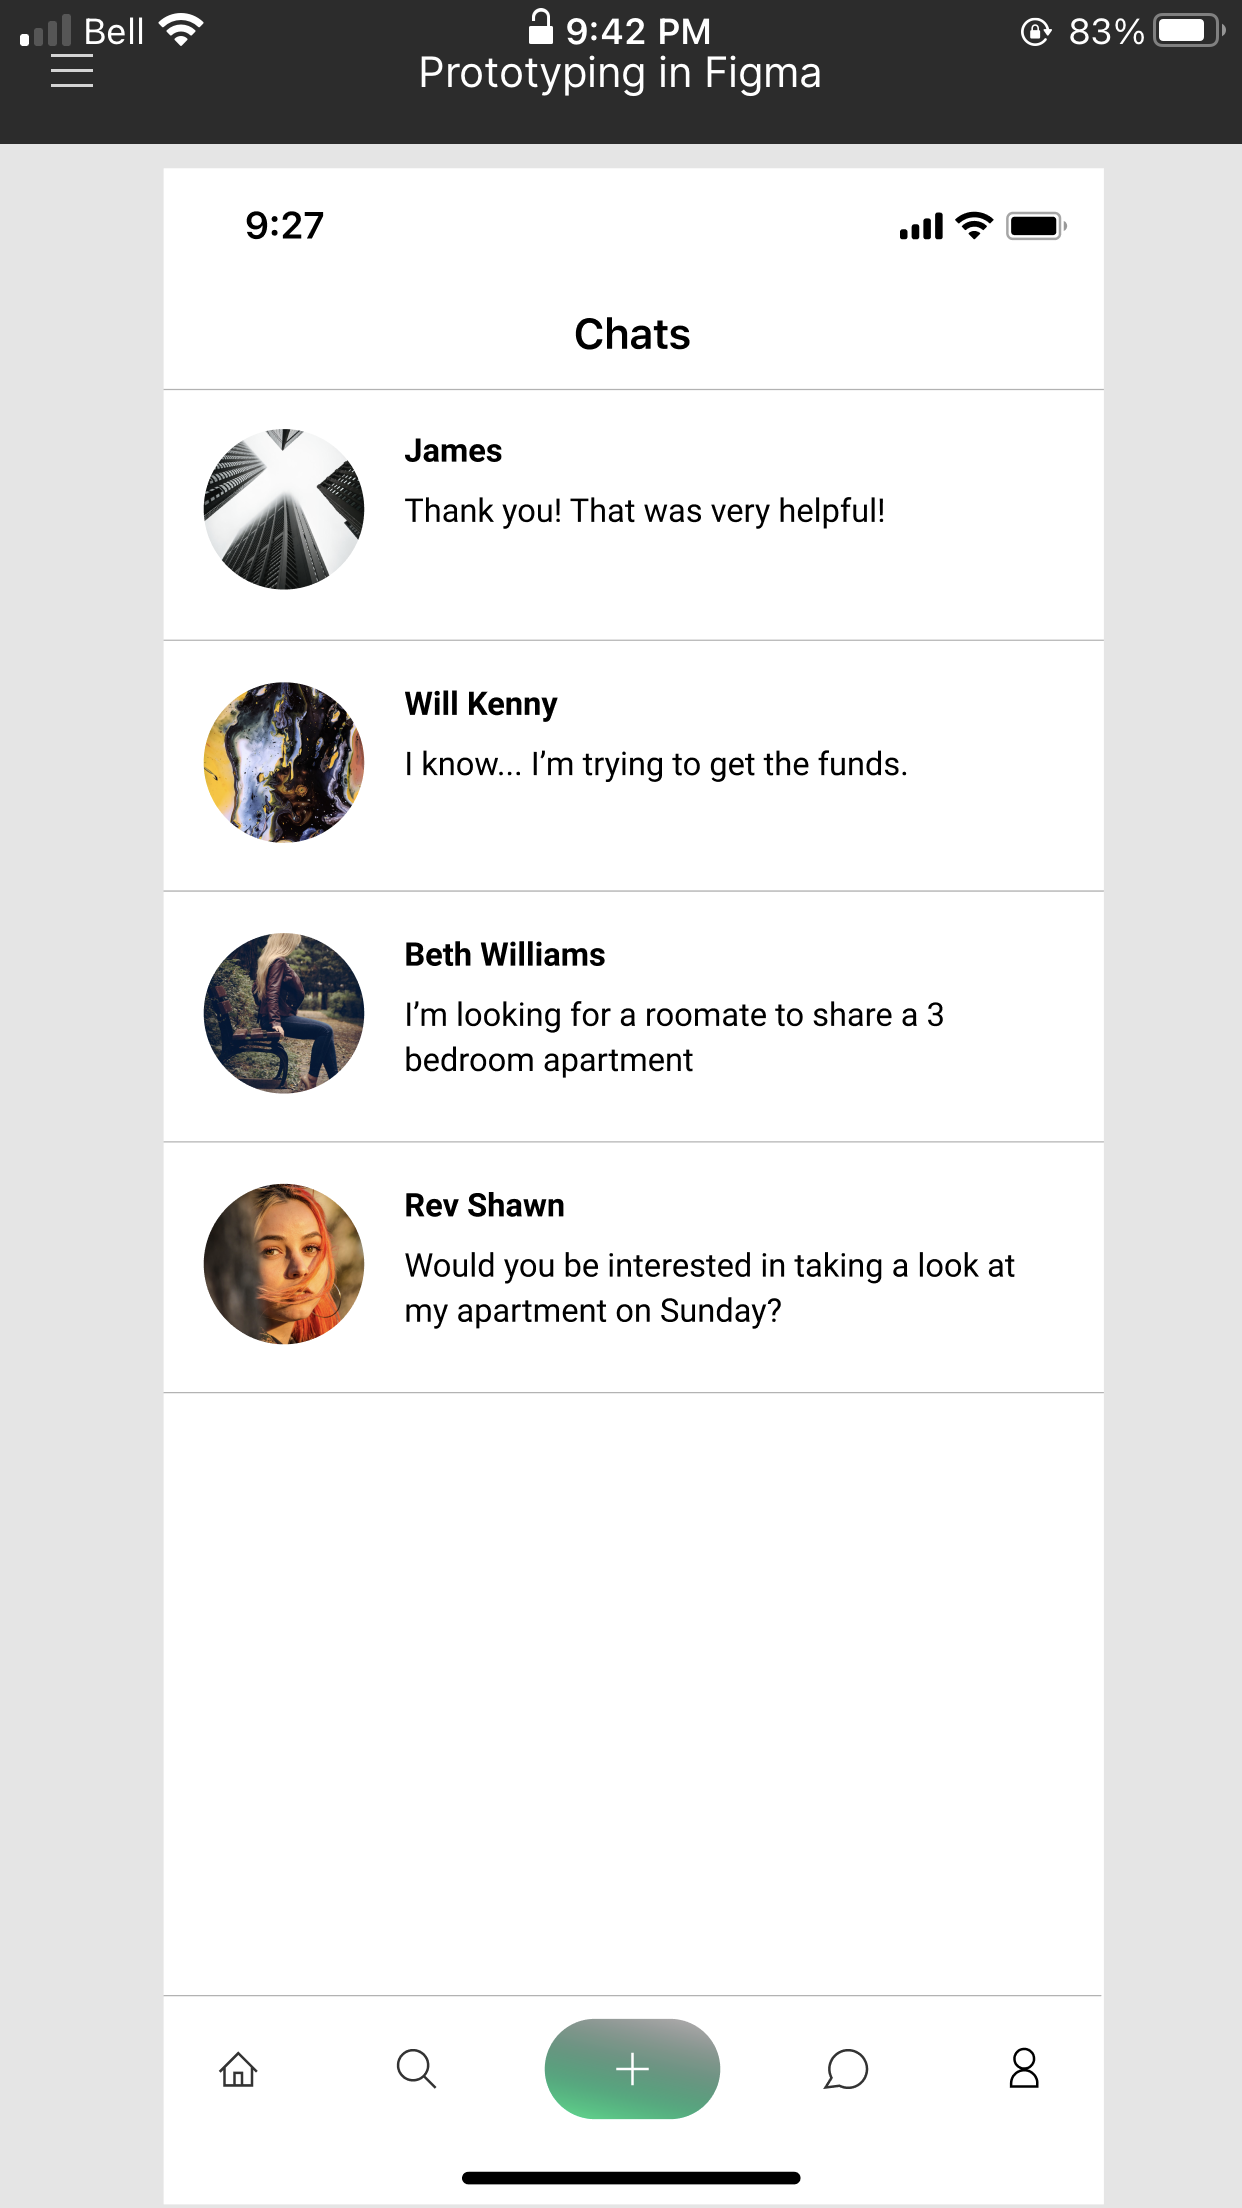 Bell 9:42 PM 83%
Prototyping in Figma
9:27
Chats
James
Thank you! That was very helpful!
Will Kenny
I know... I’m trying to get the funds.
Beth Williams
I’m looking for a roomate to share a 3
bedroom apartment
Rev Shawn
Would you be interested in taking a look at
my apartment on Sunday?